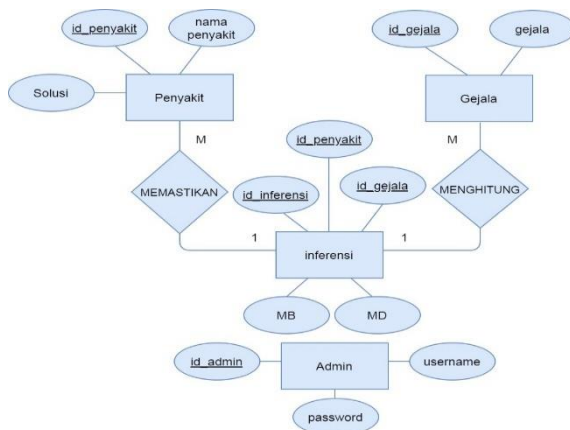 id_penyakit
nama
penyakit
id_gejala
gejala
Solusi
Penyakit
Gejala
M
M
id_penyakit
MEMASTIKAN
id_inferensi
id_gejala
MENGHITUNG
1
1
inferensi
MB
MD
id_admin
Admin
username
password